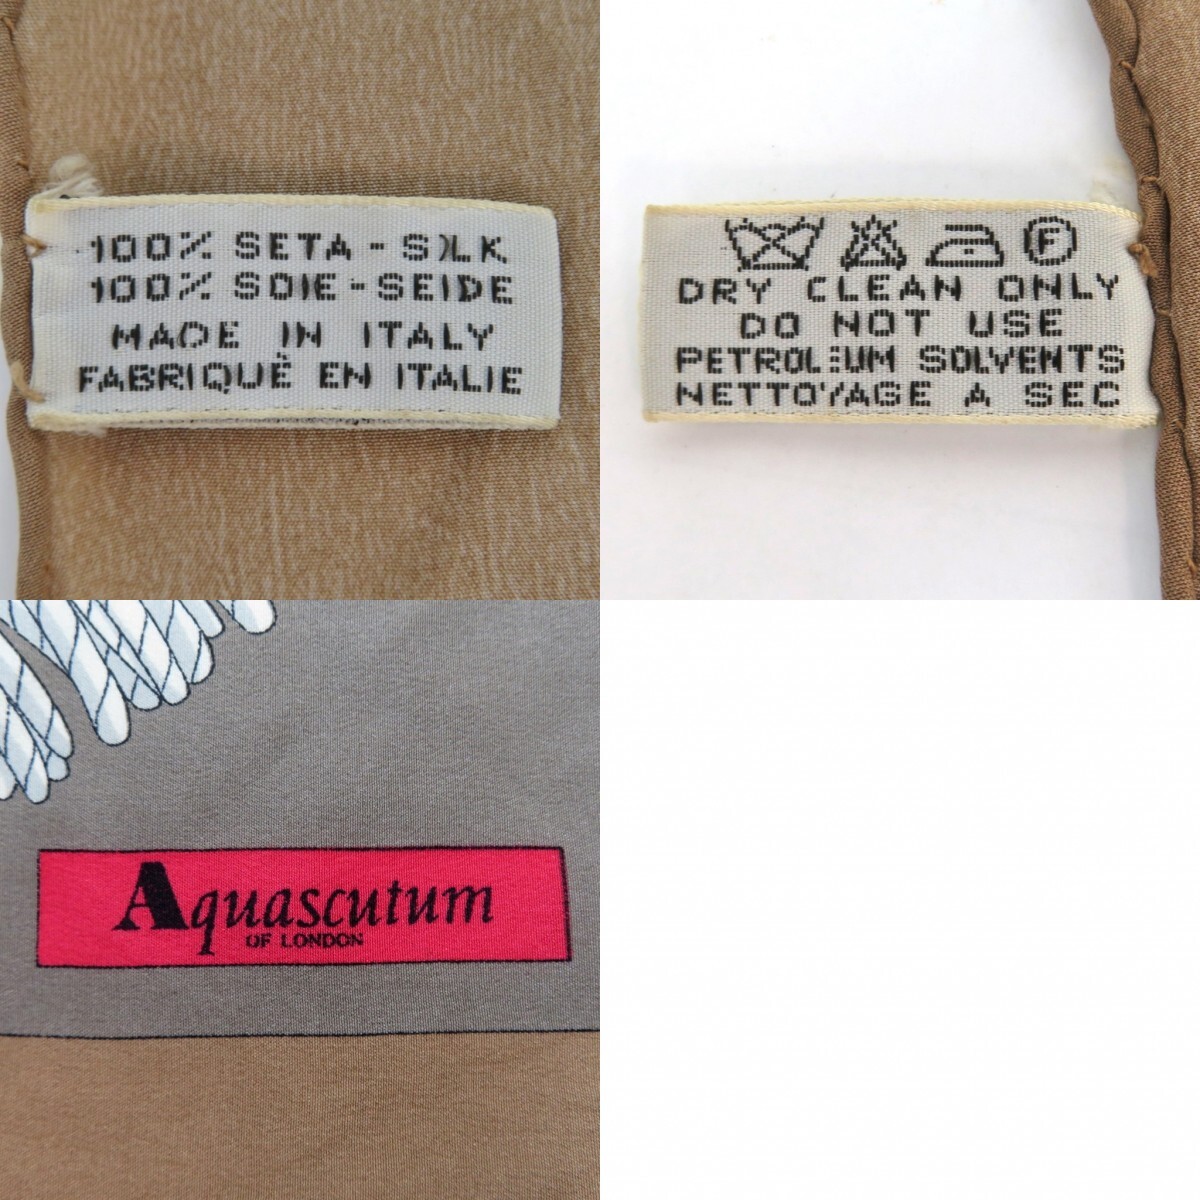 100% SETA - SILK
100% SOIE - SEIDE
MADE IN ITALY
FABRIQUÈ EN ITALIE
F
DRY CLEAN ONLY
DO NOT USE
PETROLEUM SOLVENTS
NETTOYAGE A SEC
Aquascutum
OF LONDON